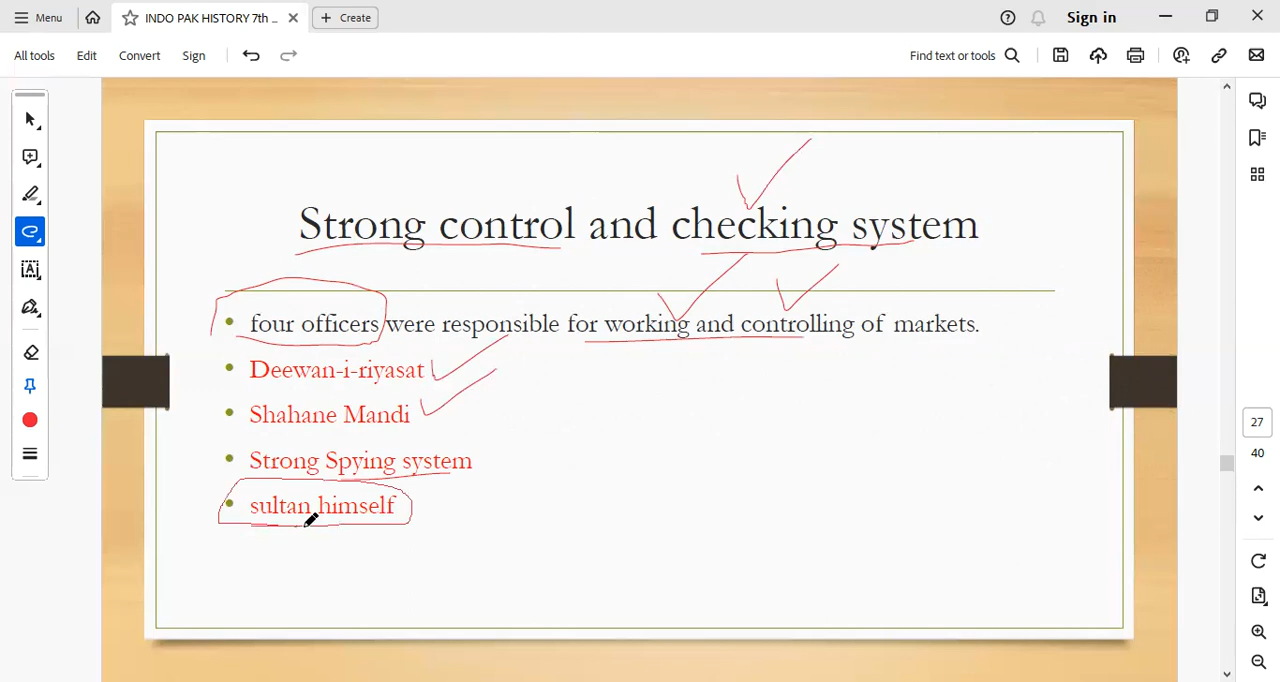 Menu
INDO PAK HISTORY 7th ...
Create
Sign in
All tools
Edit
Convert
Sign
Find text or tools
Strong control and checking system
• four officers were responsible for working and controlling of markets.
• Deewan-i-riyasat
• Shahane Mandi
• Strong Spying system
• sultan himself
27
40